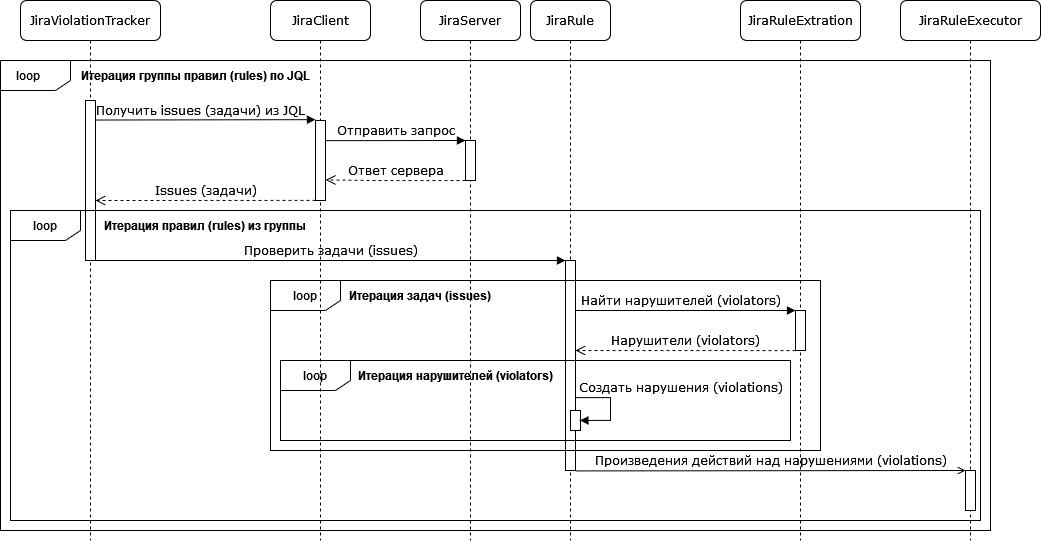 JiraViolationTracker
JiraClient
JiraServer
JiraRule
JiraRuleExtration
JiraRuleExecutor
loop
Итерация группы правил (rules) по JQL
Получить issues (задачи) из JQL
Отправить запрос
Ответ сервера
Issues (задачи)
loop
Итерация правил (rules) из группы
Проверить задачи (issues)
loop
Итерация задач (issues)
Найти нарушителей (violators)
Нарушители (violators)
loop
Итерация нарушителей (violators)
Создать нарушения (violations)
Произведения действий над нарушениями (violations)